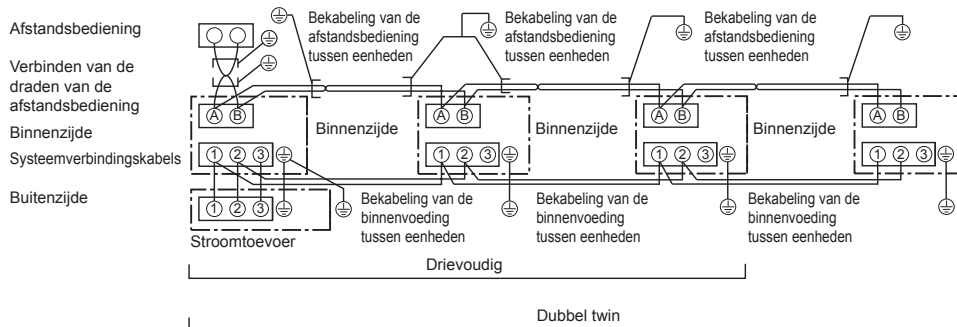 Afstandsbediening
Verbinden van de
draden van de
afstandsbediening
Binnenzijde
Systeemverbindingskabels
Buitenzijde
Bekabeling van de
afstandsbediening
tussen eenheden
Bekabeling van de
afstandsbediening
tussen eenheden
Bekabeling van de
afstandsbediening
tussen eenheden
A B
A B
A B
A B
Binnenzijde
Binnenzijde
Binnenzijde
1 2 3
1 2 3
1 2 3
1 2 3
1 2 3
Stroomtoevoer
Bekabeling van de
binnenvoeding
tussen eenheden
Bekabeling van de
binnenvoeding
tussen eenheden
Bekabeling van de
binnenvoeding
tussen eenheden
Drievoudig
Dubbel twin